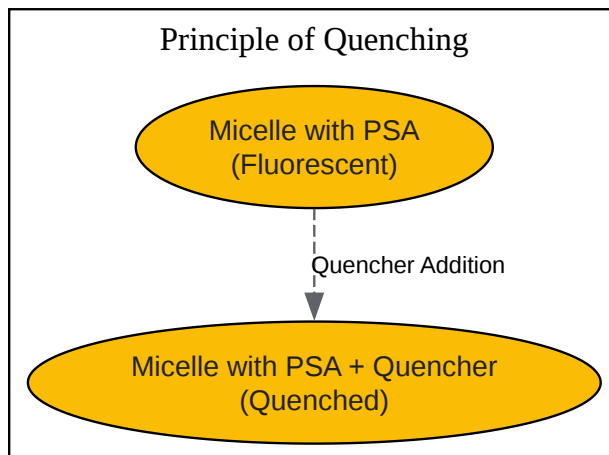 Principle of Quenching
Micelle with PSA
(Fluorescent)
Quencher Addition
Micelle with PSA + Quencher
(Quenched)